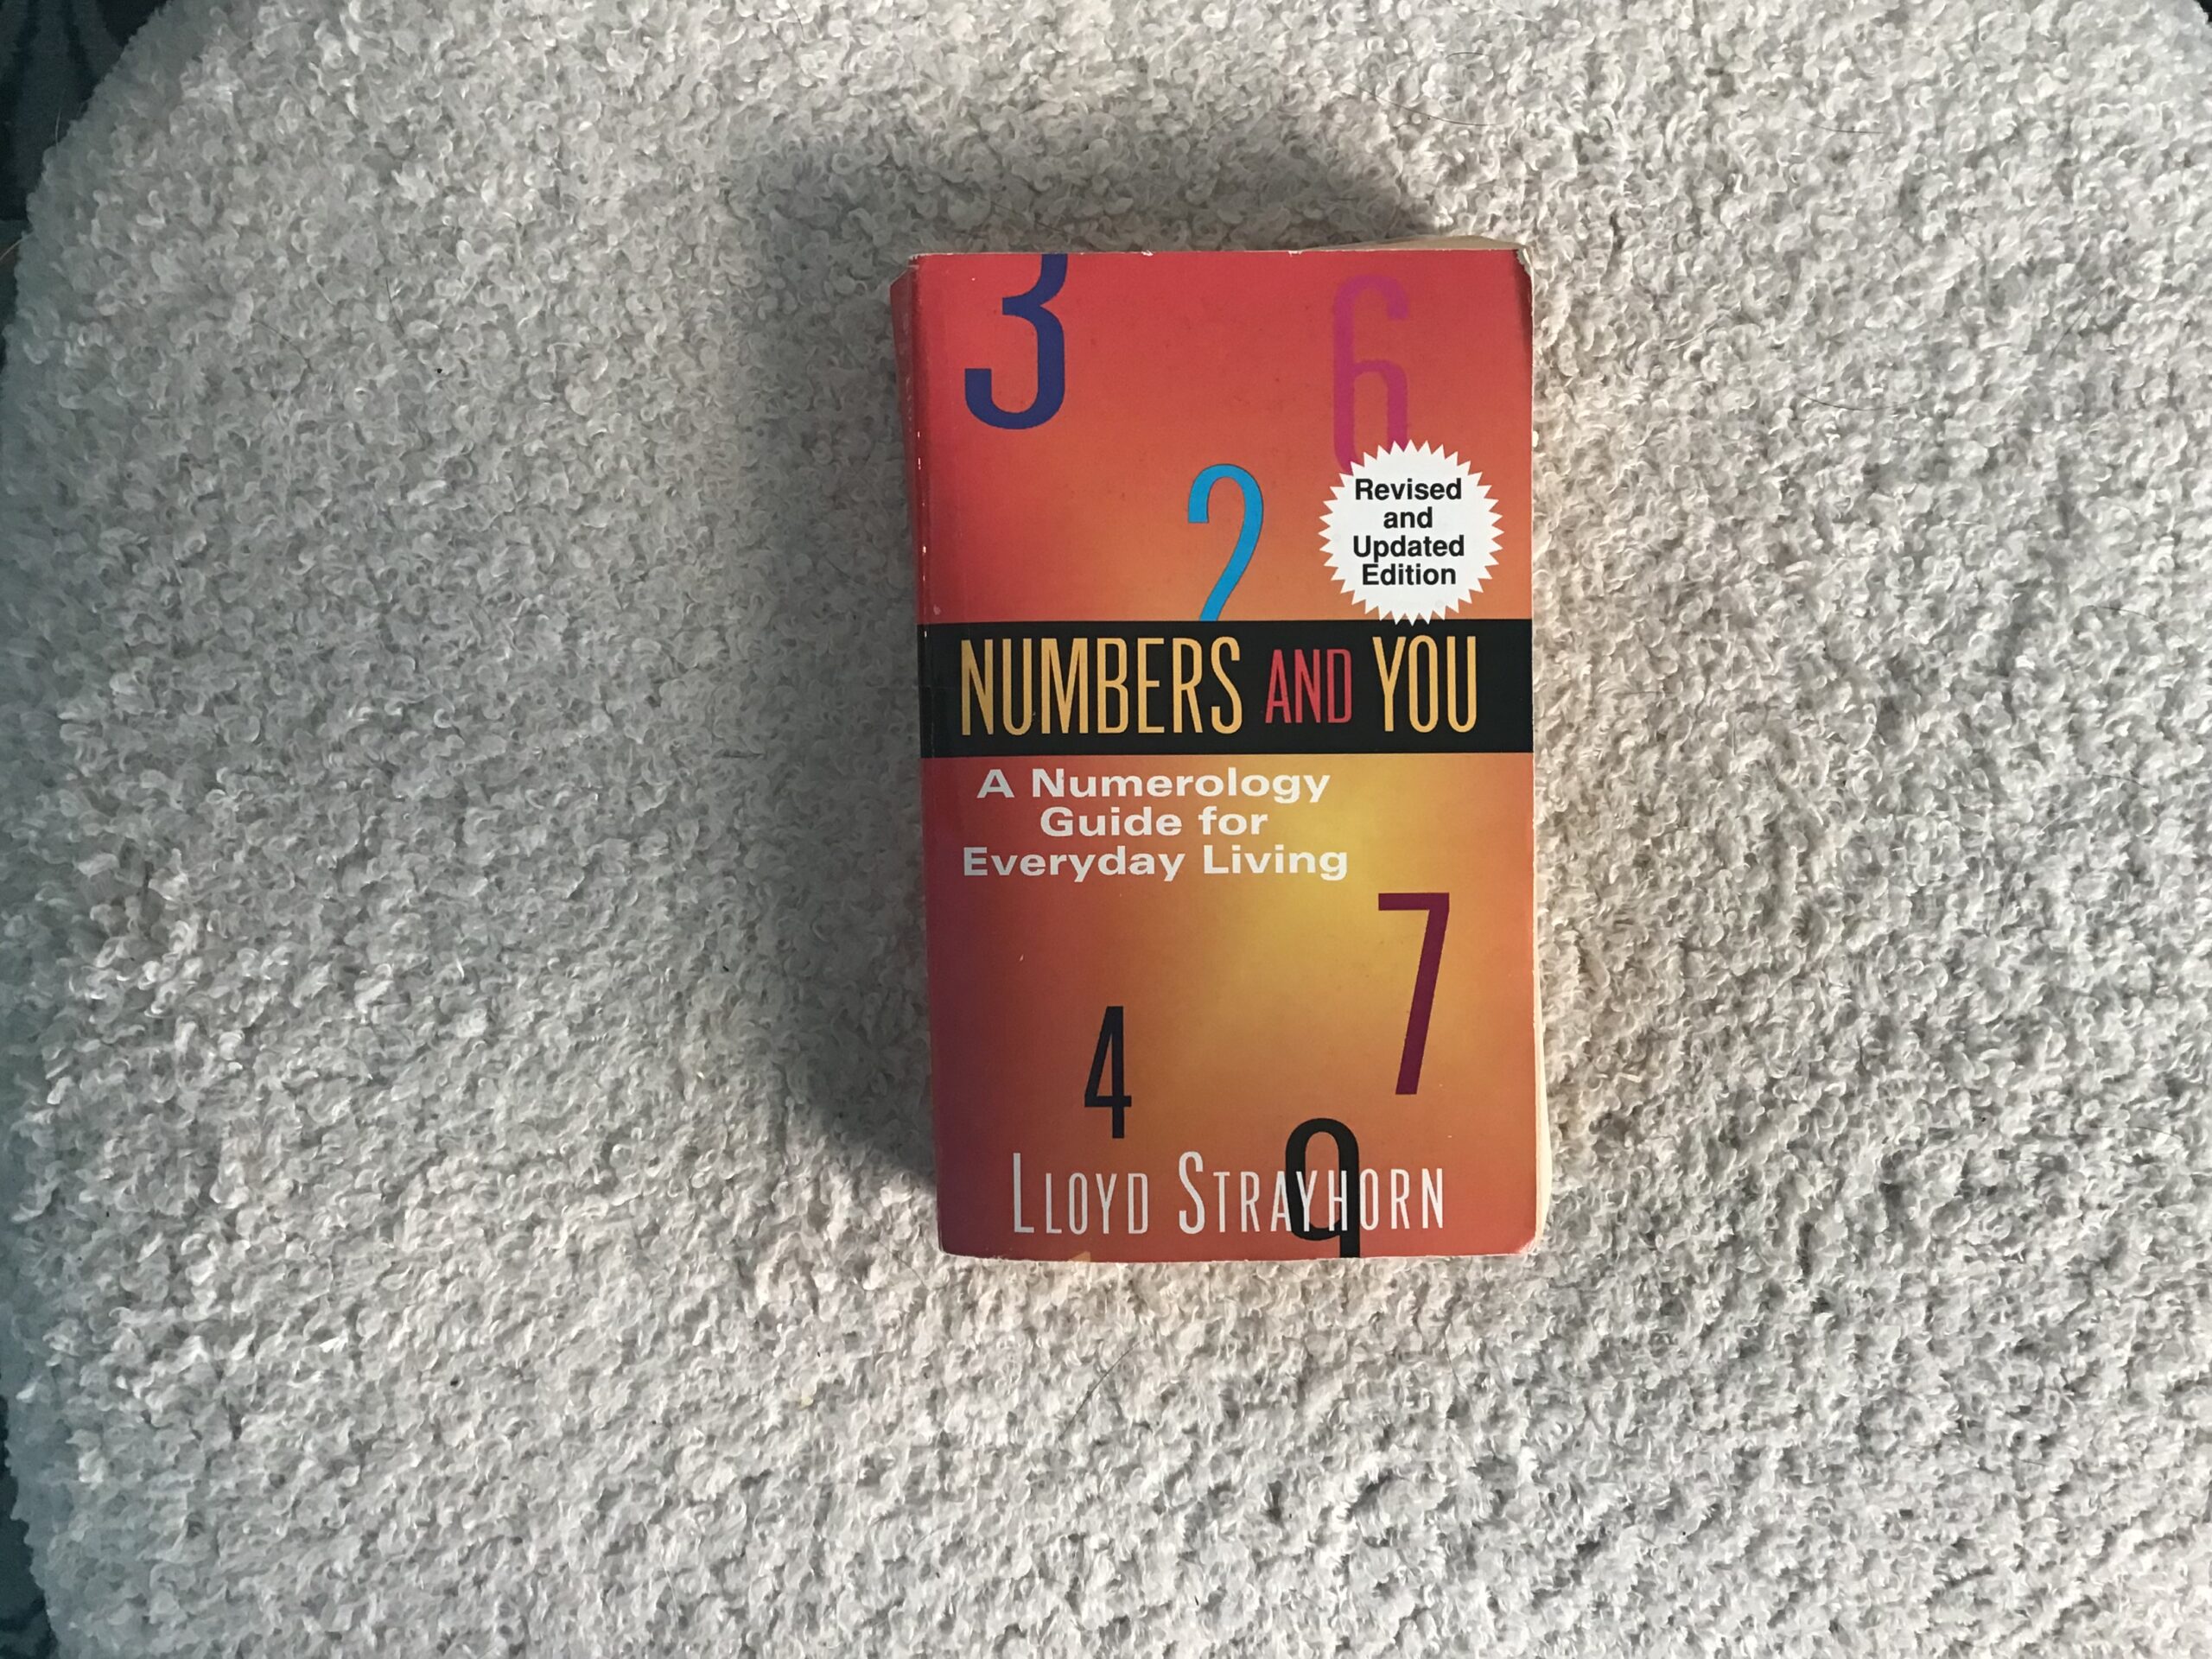 3
6
2
Revised
and
Updated
Edition
NUMBERS AND YOU
A Numerology
Guide for
Everyday Living
7
4
9
LLOYD STRAYHORN